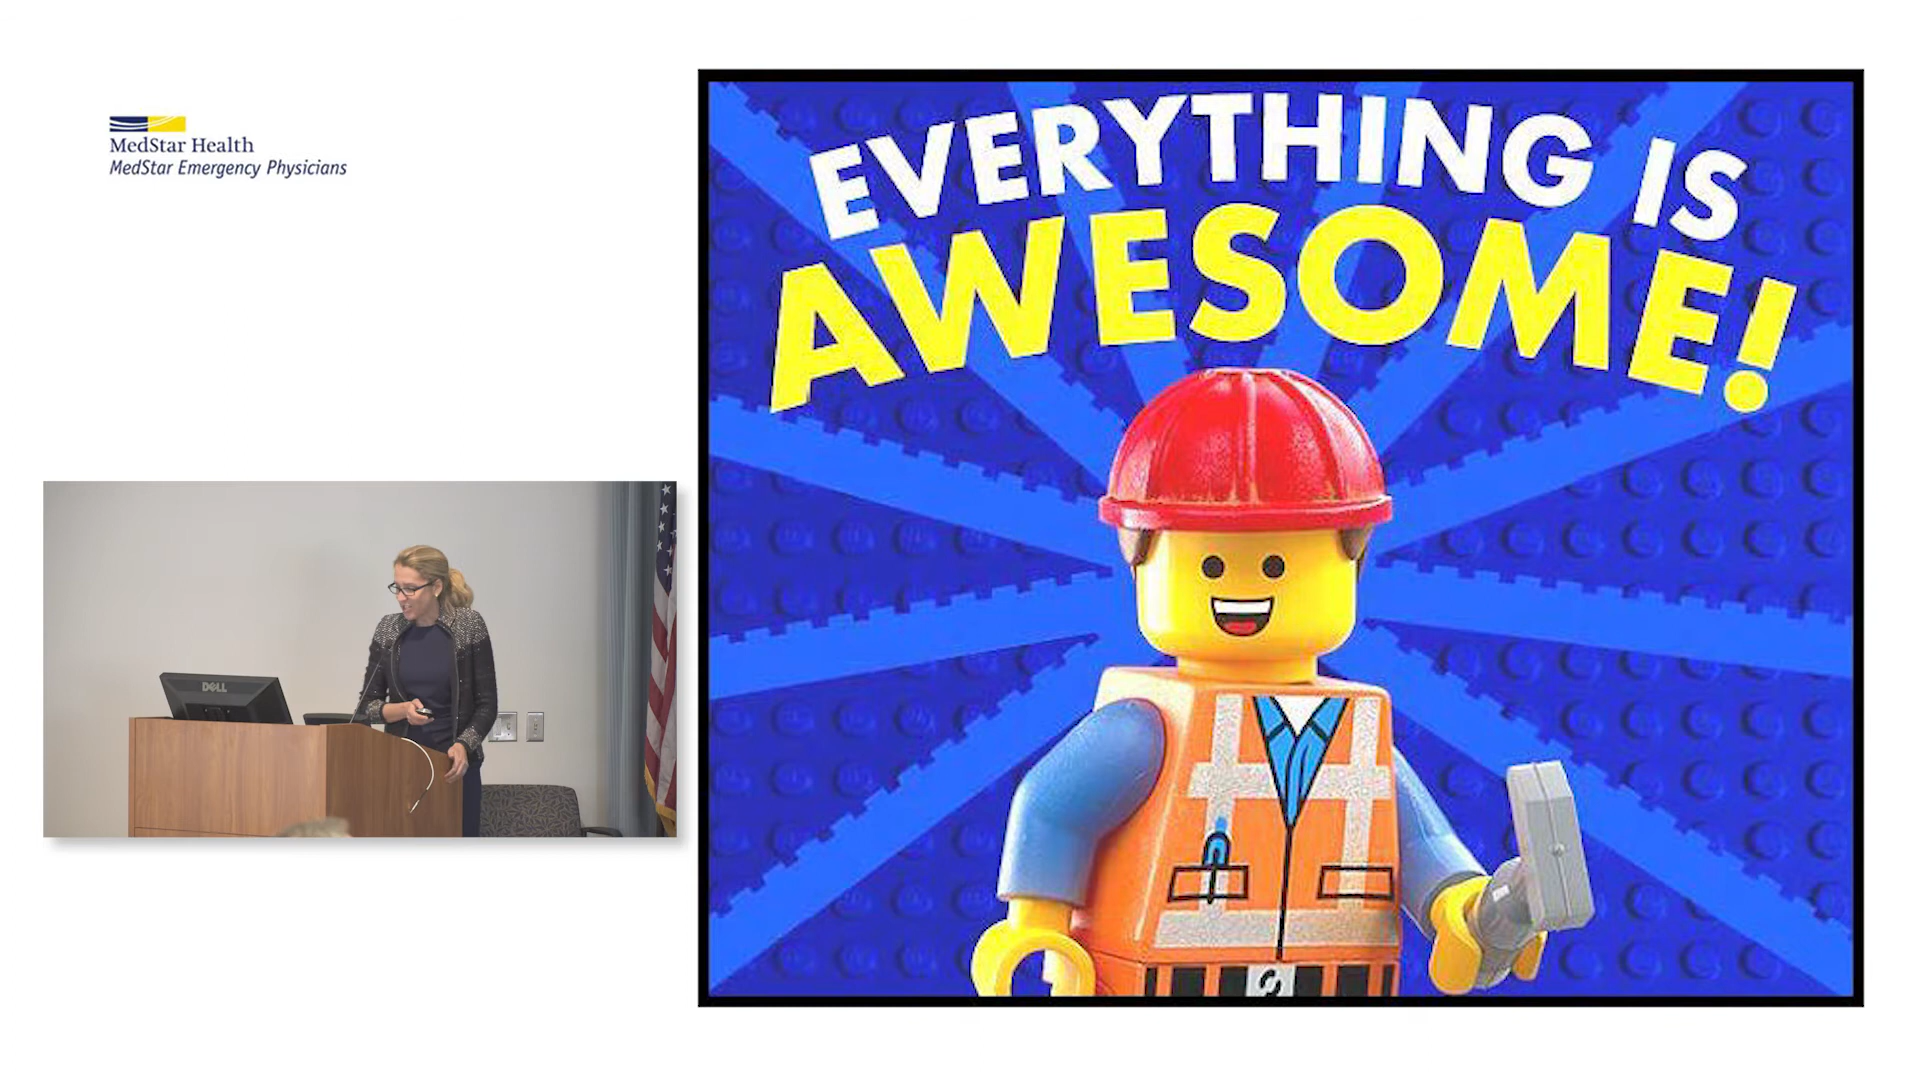 MedStar Health
MedStar Emergency Physicians
EVERYTHING IS
AWESOME!
DELL